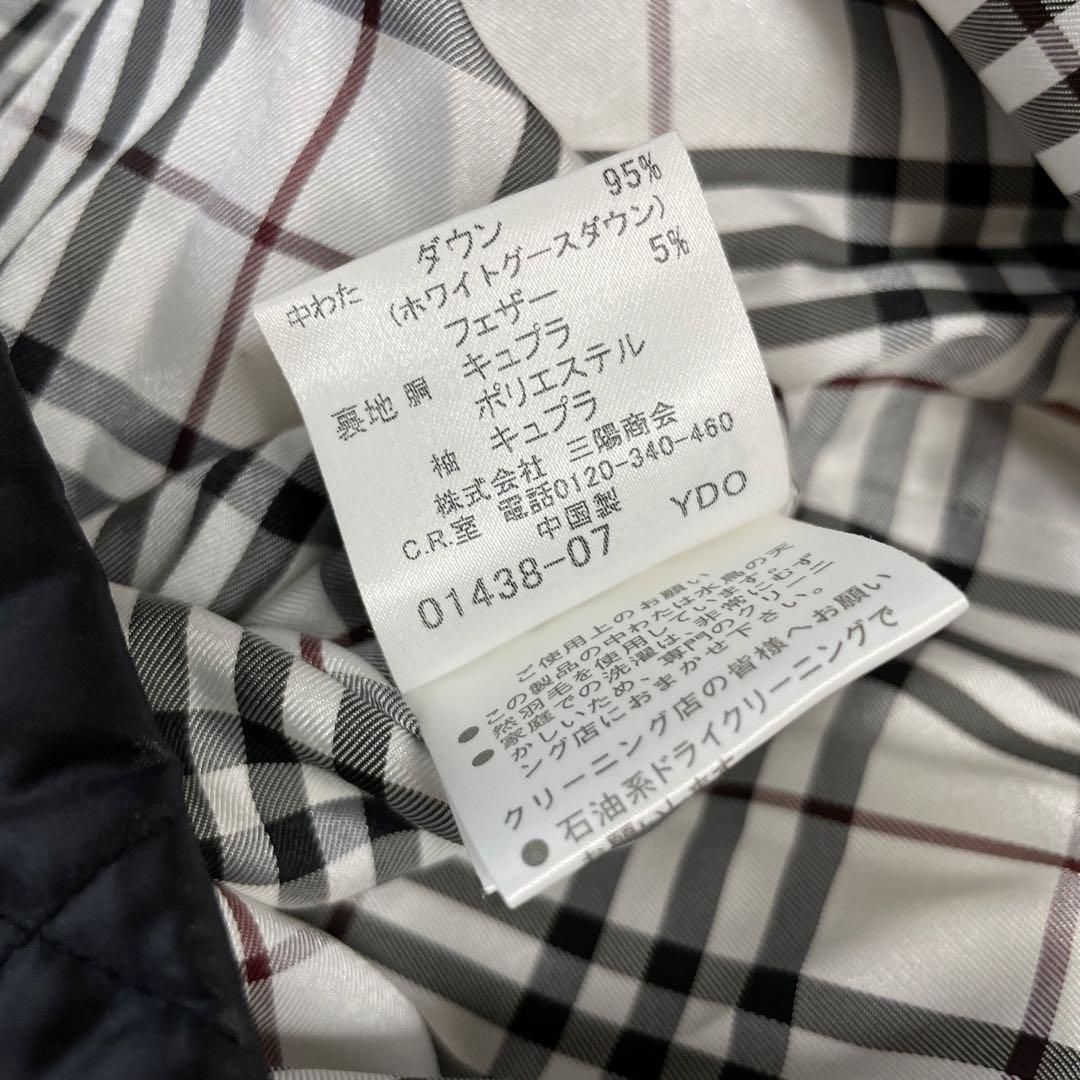 中わた ダウン 95%
(ホワイトグースダウン)
フェザー 5%
裏地 胴 キュプラ
ポリエステル
袖 キュプラ
株式会社 三陽商会
C.R.室 電話0120-340-460
中国製
01438-07 YDO
ご使用上のお願い
●この製品の中わたは水鳥の天
然羽毛を使用しています。
●家庭での洗濯は、非常にむず
かしいため、専門のクリーニ
ング店におまかせ下さい。
クリーニング店の皆様へお願い
●石油系ドライクリーニングで